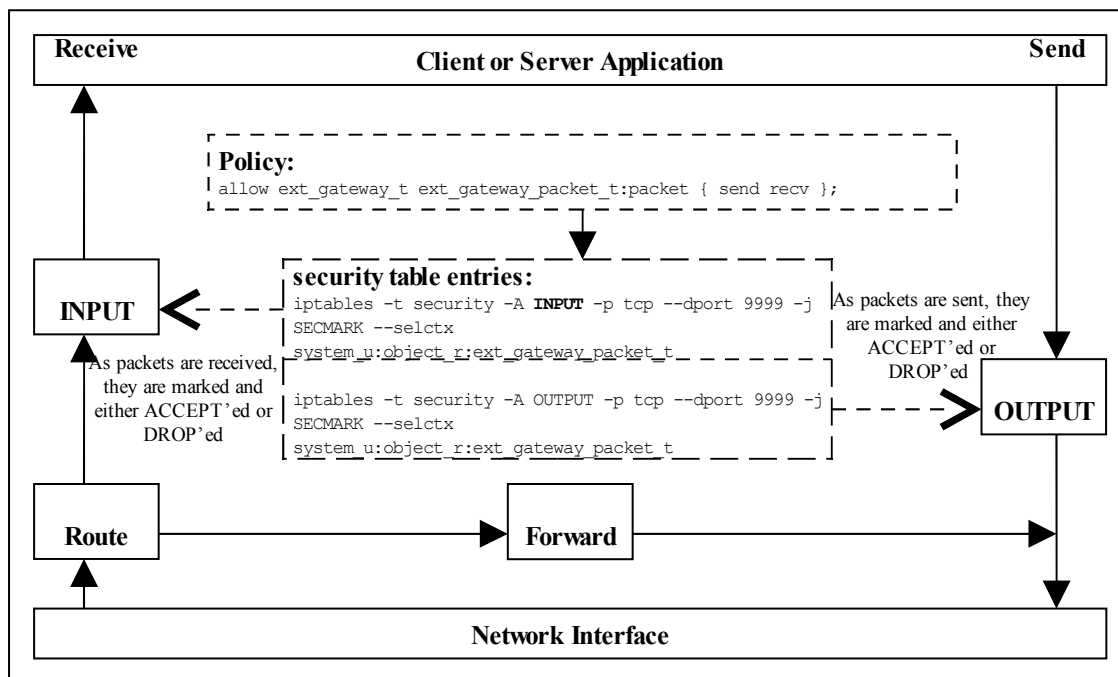 Receive
Send
Client or Server Application
Policy:
allow ext_gateway_t ext_gateway_packet_t:packet { send recv };
security table entries:
iptables -t security -A INPUT -p tcp --dport 9999 -j
SECMARK --selctx
system_u:object_r:ext_gateway_packet_t
INPUT
As packets are received,
they are marked and
either ACCEPT’ed or
DROP’ed
As packets are sent, they
are marked and either
ACCEPT’ed or
DROP’ed
iptables -t security -A OUTPUT -p tcp --dport 9999 -j
SECMARK --selctx
system_u:object_r:ext_gateway_packet_t
OUTPUT
Route
Forward
Network Interface